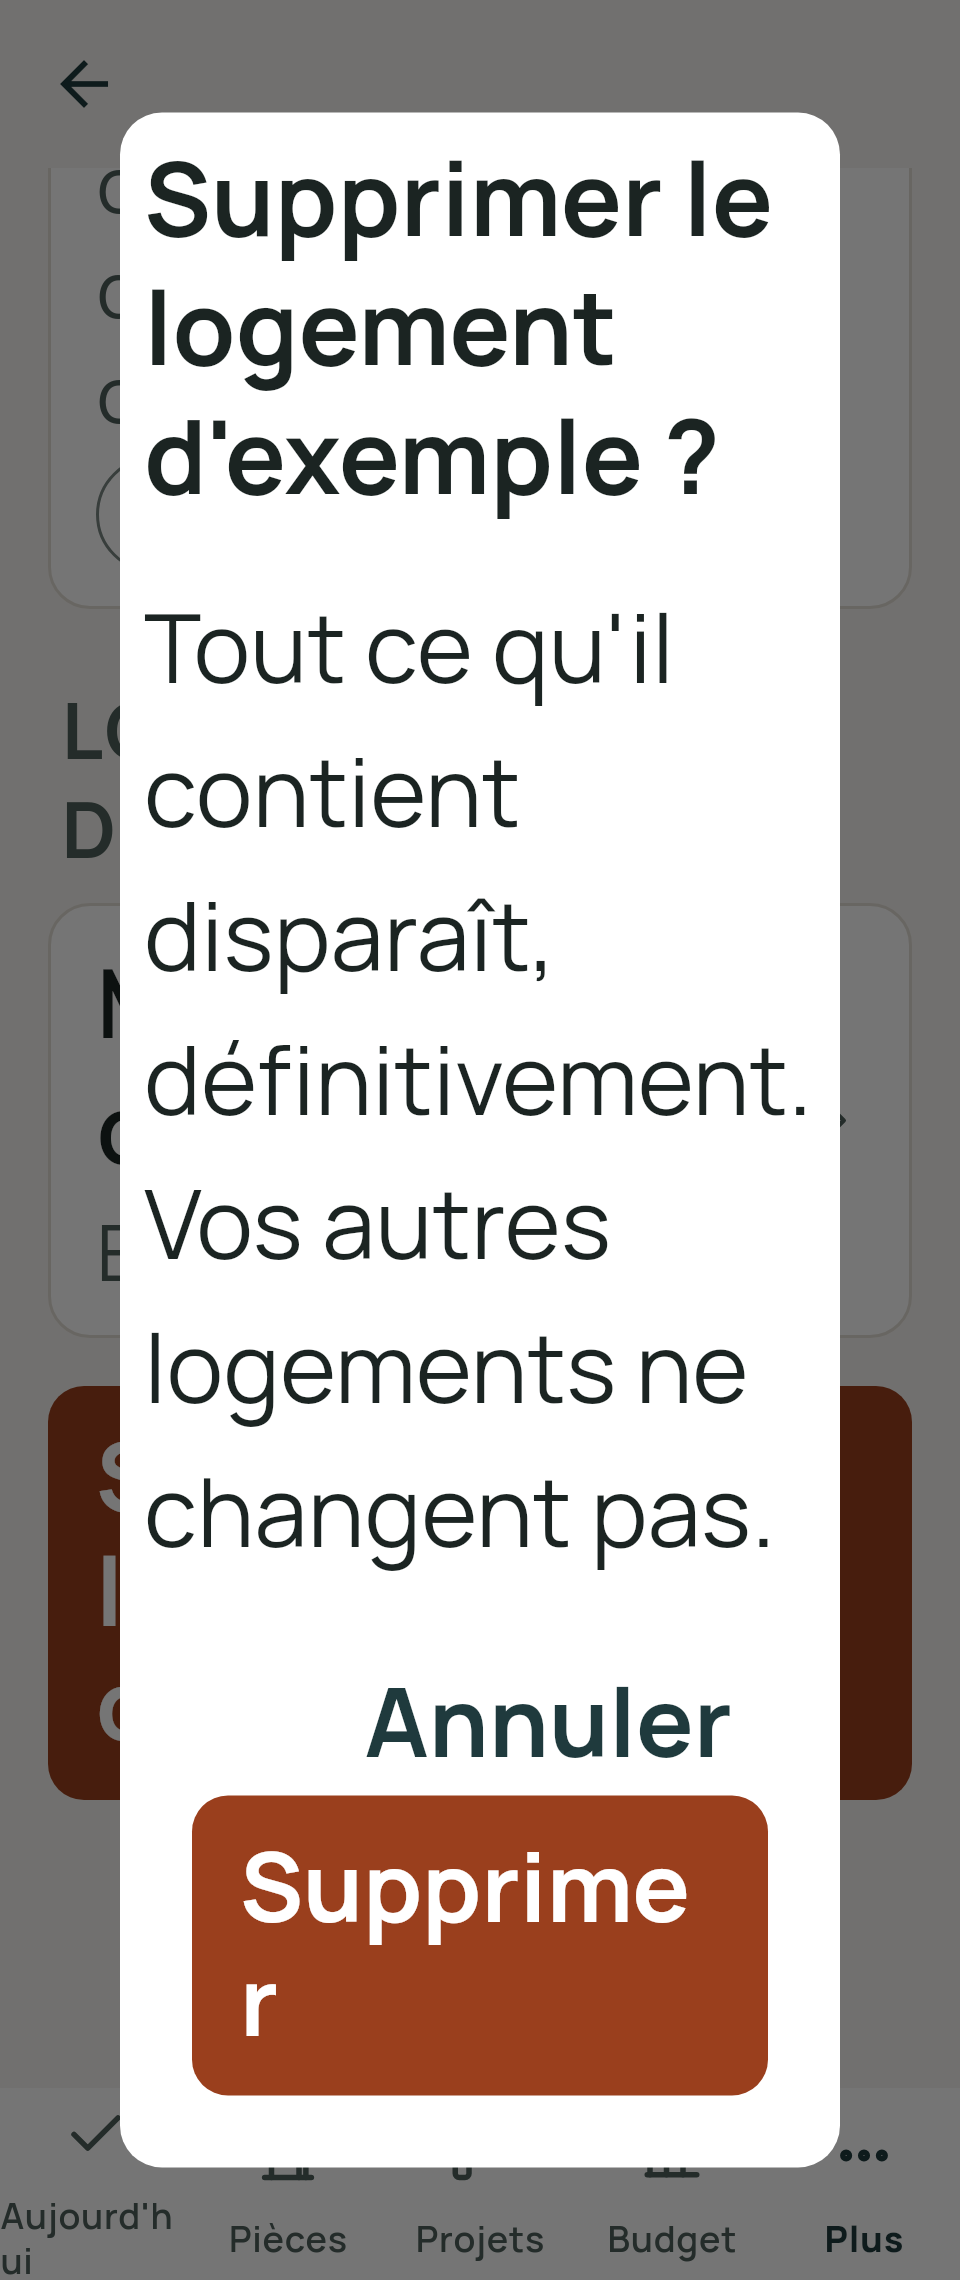 Supprimer le
logement
d'exemple ?
Tout ce qu'il
contient
disparaît,
définitivement.
Vos autres
logements ne
changent pas.
Annuler
Supprime
r
Aujourd'h
ui
Pièces
Projets
Budget
Plus